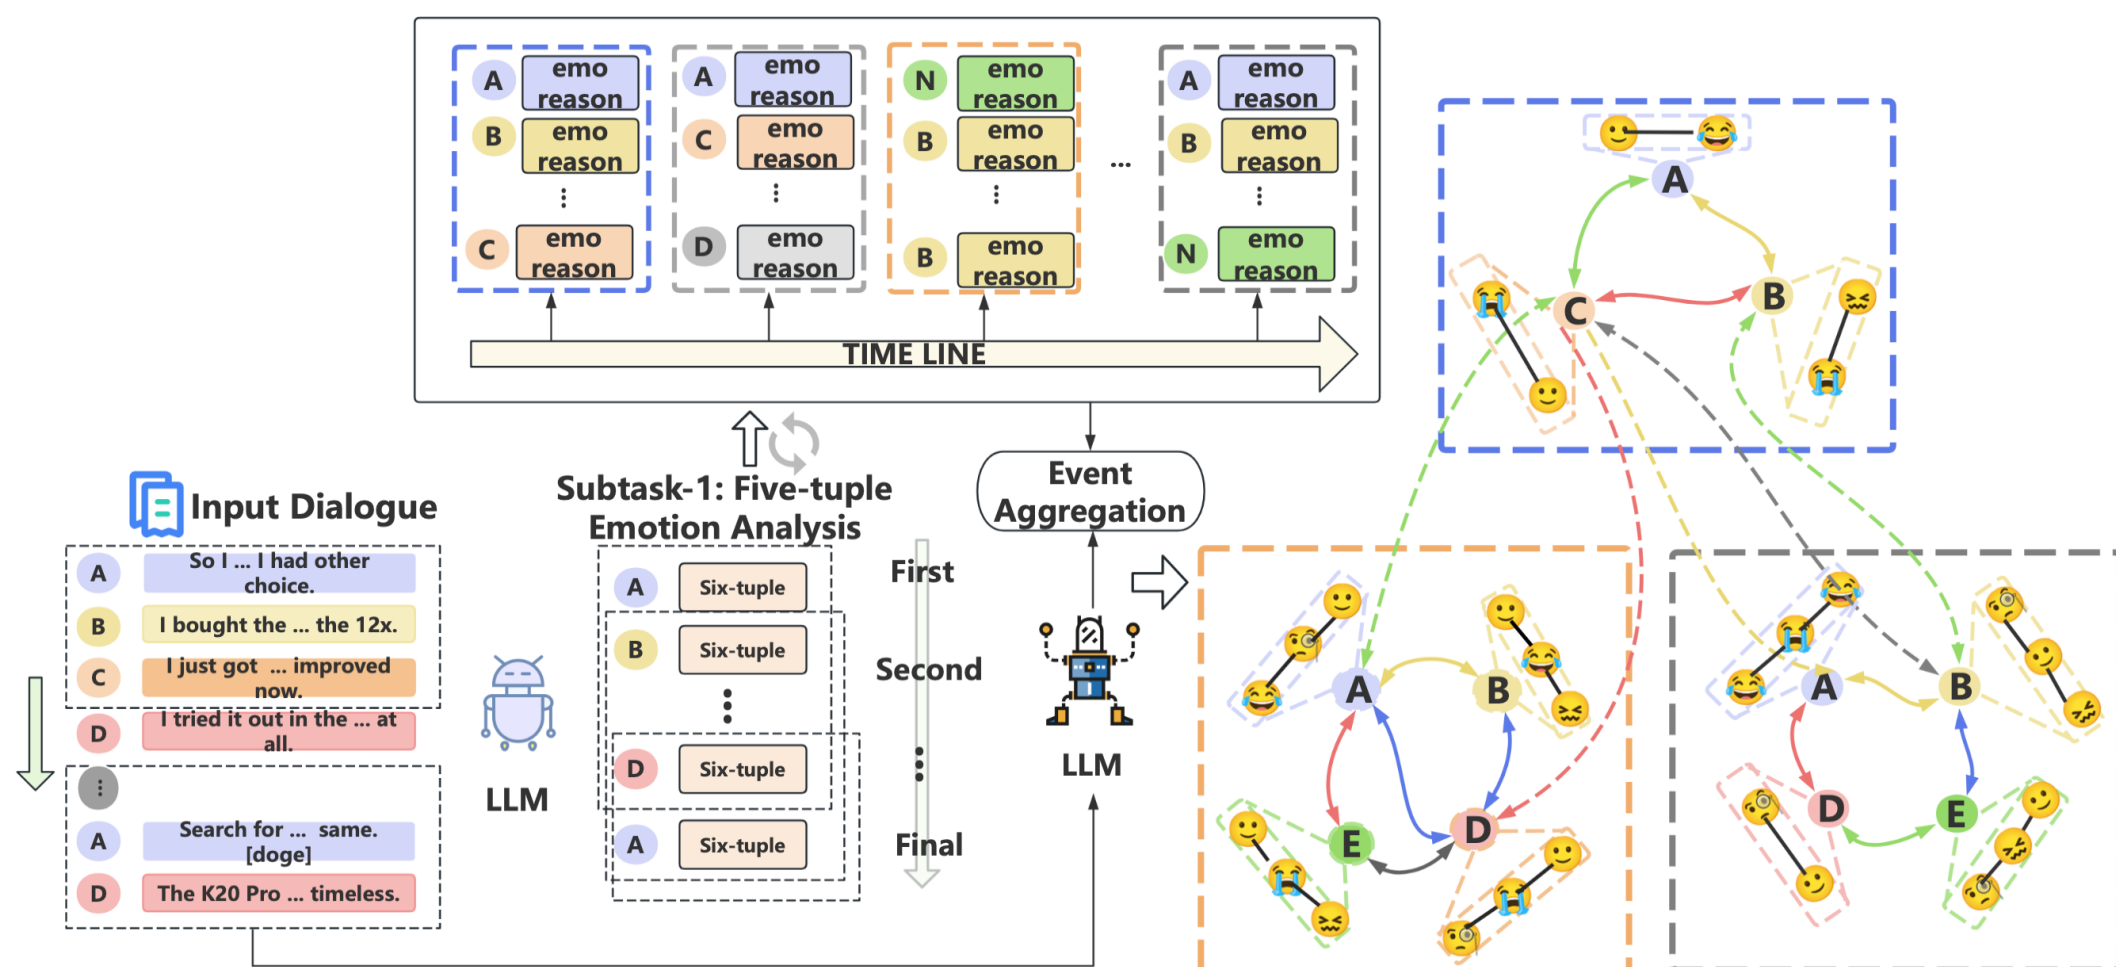 A emo reason
B emo reason
⋮
C emo reason
A emo reason
C emo reason
⋮
D emo reason
N emo reason
B emo reason
⋮
B emo reason
...
A emo reason
B emo reason
⋮
N emo reason
TIME LINE
Input Dialogue
A So I ... I had other choice.
B I bought the ... the 12x.
C I just got ... improved now.
D I tried it out in the ... at all.
⋮
A Search for ... same. [doge]
D The K20 Pro ... timeless.
LLM
Subtask-1: Five-tuple
Emotion Analysis
A Six-tuple
B Six-tuple
⋮
D Six-tuple
A Six-tuple
First
Second
⋮
Final
Event
Aggregation
LLM
A
C
B
A
B
E
D
A
B
D
E